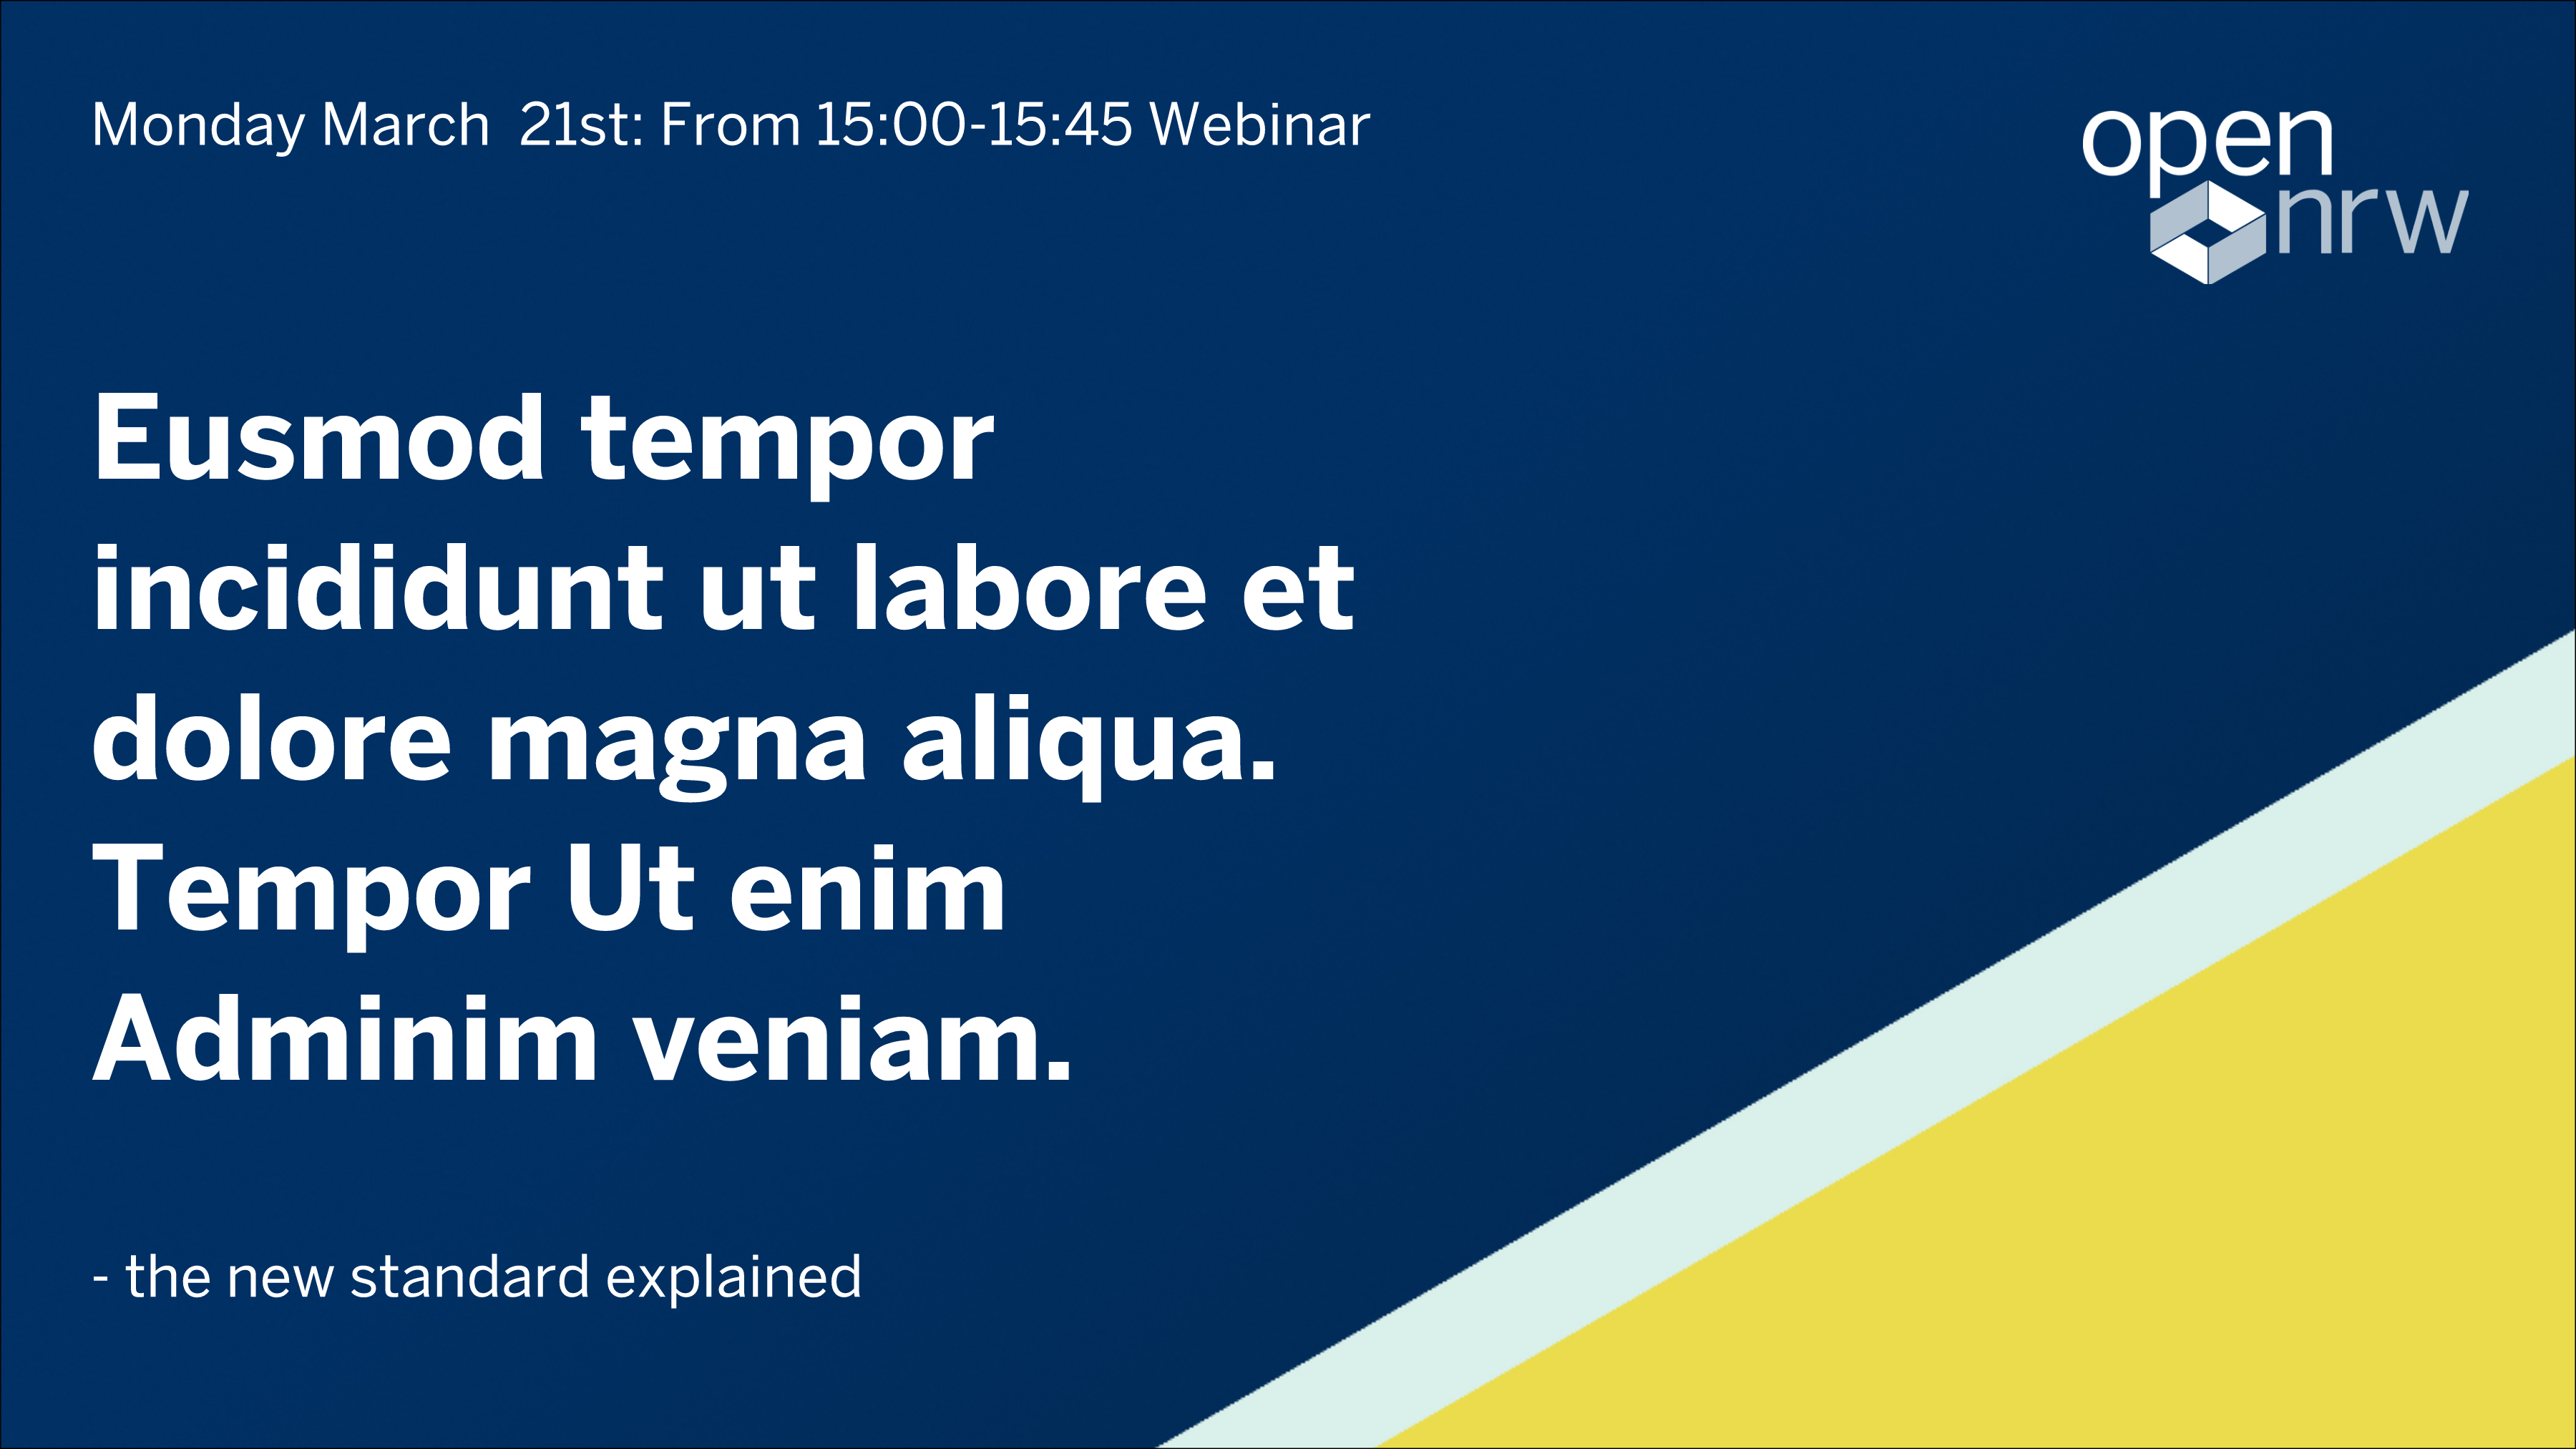 Monday March  21st: From 15:00-15:45 Webinar
open
nrw
Eusmod tempor
incididunt ut labore et
dolore magna aliqua.
Tempor Ut enim
Adminim veniam.
- the new standard explained